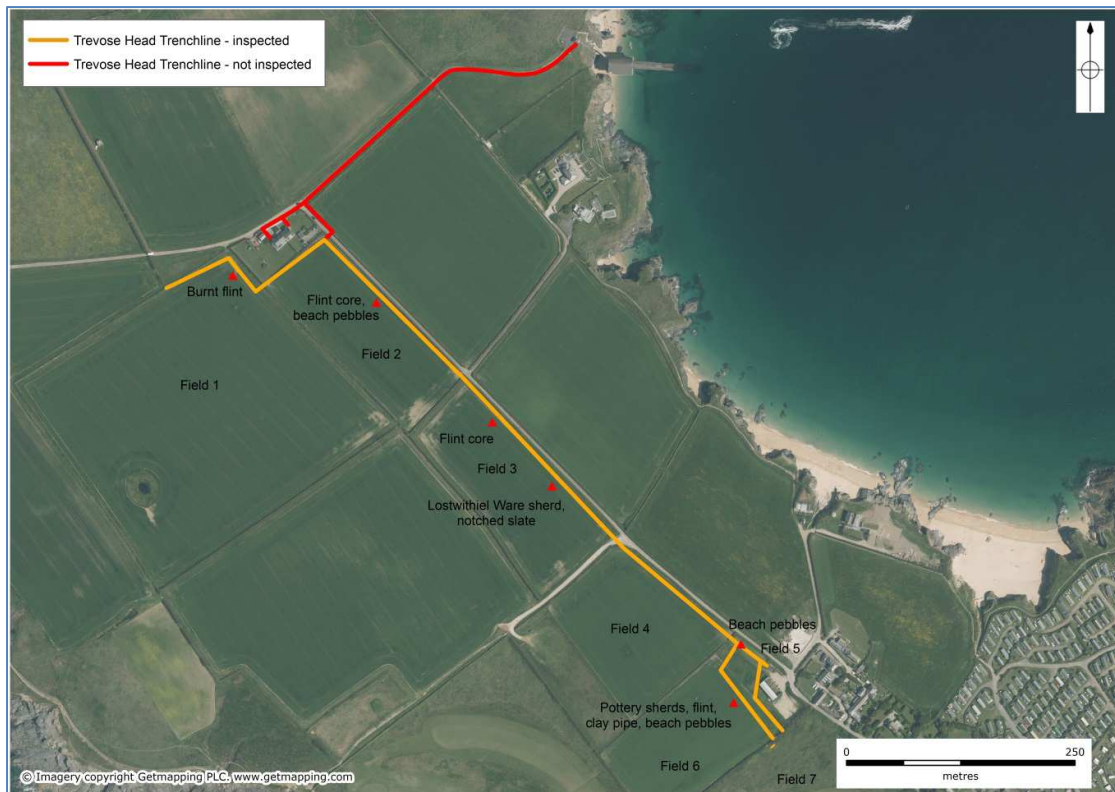 Trevose Head Trenchline - inspected
Trevose Head Trenchline - not inspected
Burnt flint
Flint core,
beach pebbles
Field 2
Field 1
Flint core
Field 3
Lostwithiel Ware sherd,
notched slate
Field 4
Beach pebbles
Field 5
Pottery sherds, flint,
clay pipe, beach pebbles
Field 6
Field 7
0 250
metres
© Imagery copyright Getmapping PLC. www.getmapping.com